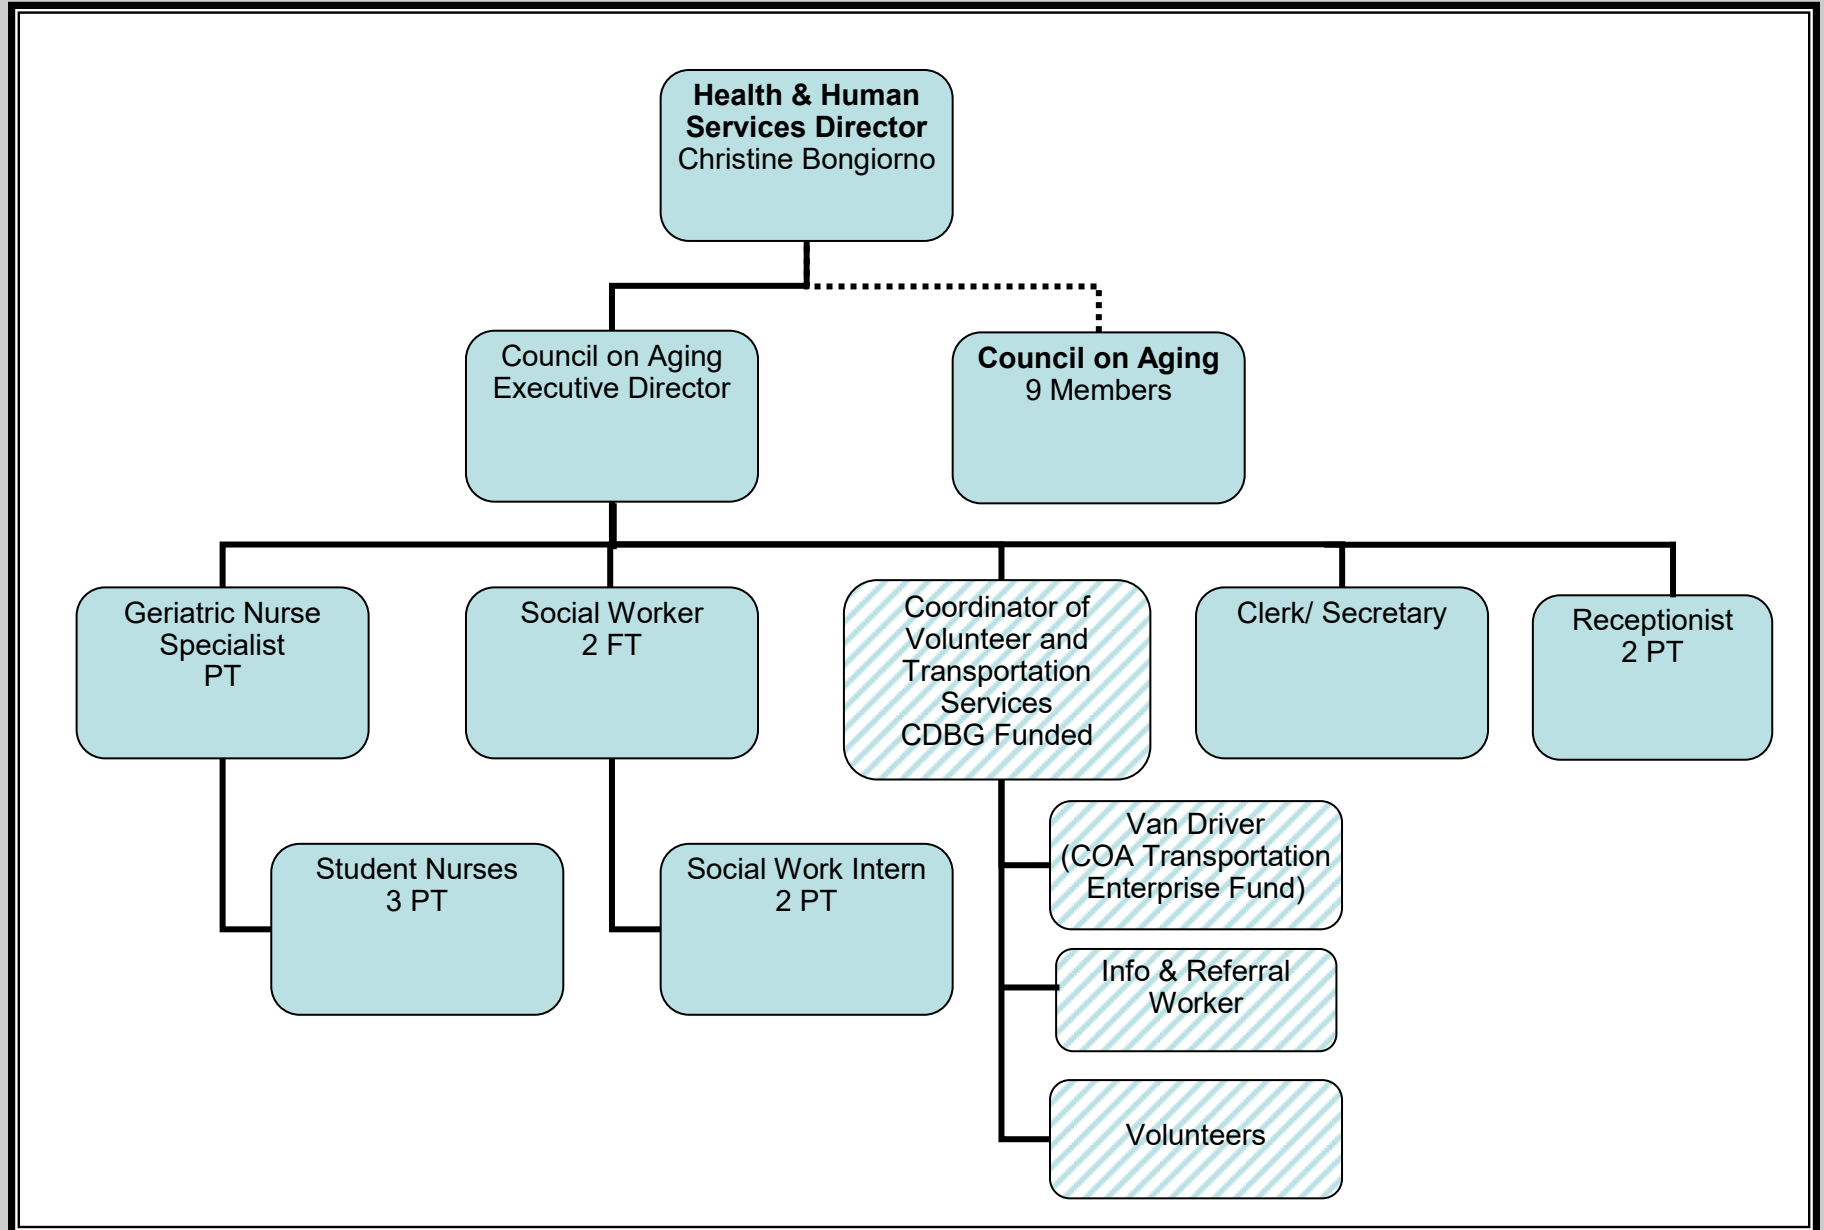 Health & Human
Services Director
Christine Bongiorno
Council on Aging
Executive Director
Council on Aging
9 Members
Geriatric Nurse
Specialist
PT
Social Worker
2 FT
Coordinator of
Volunteer and
Transportation
Services
CDBG Funded
Clerk/ Secretary
Receptionist
2 PT
Student Nurses
3 PT
Social Work Intern
2 PT
Van Driver
(COA Transportation
Enterprise Fund)
Info & Referral
Worker
Volunteers